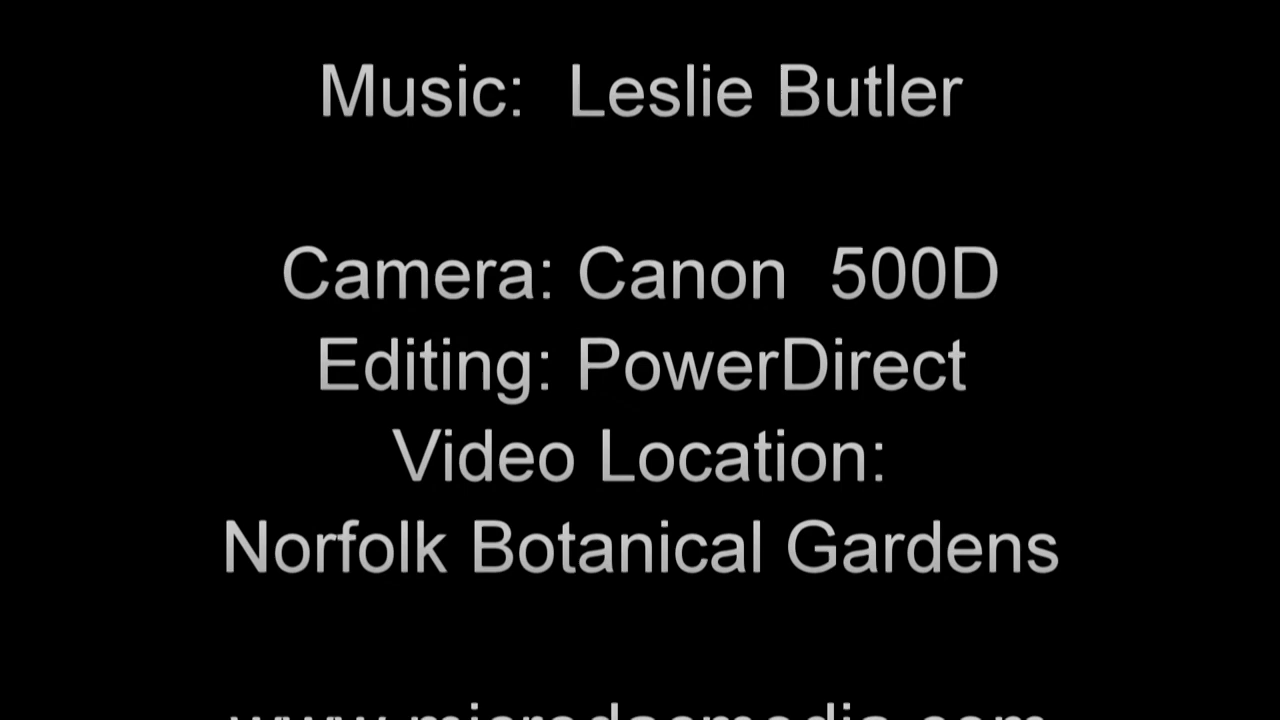 Music:  Leslie Butler
Camera: Canon  500D
Editing: PowerDirect
Video Location:
Norfolk Botanical Gardens